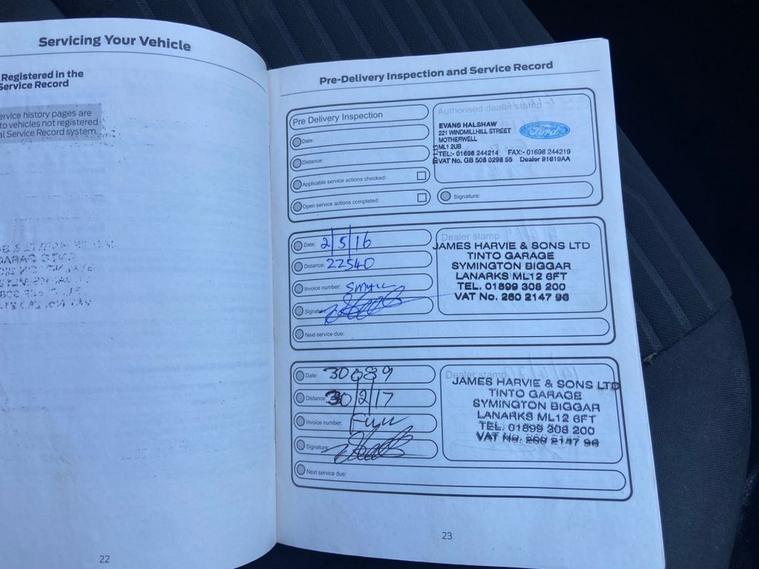 Servicing Your Vehicle
Registered in the
Service Record
ervice history pages are
to vehicles not registered
al Service Record system.
22
Pre-Delivery Inspection and Service Record
Pre Delivery Inspection
Date:
Distance:
Applicable service actions checked:
Open service actions completed:
Authorised dealer stamp
EVANS HALSHAW
221 WINDMILLHILL STREET
MOTHERWELL
ML1 2UB
TEL:- 01698 244214 FAX:- 01698 244219
VAT No. GB 508 0298 55 Dealer 91619AA
Ford
Signature:
Date: 2/5/16
Distance: 22540
Invoice number: Small
Signature:
Next service due:
Dealer stamp
JAMES HARVIE & SONS LTD
TINTO GARAGE
SYMINGTON BIGGAR
LANARKS ML12 6FT
TEL. 01899 308 200
VAT No. 260 2147 96
Date: 30089
Distance: 30/2/17
Invoice number: Full
Signature:
Next service due:
Dealer stamp
JAMES HARVIE & SONS LTD
TINTO GARAGE
SYMINGTON BIGGAR
LANARKS ML12 6FT
TEL. 01899 308 200
VAT No. 260 2147 96
23